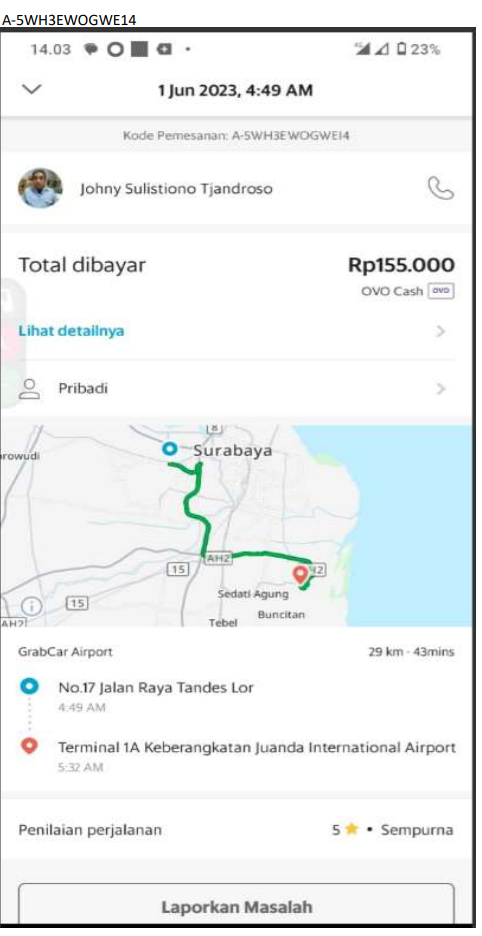 A-5WH3EWOGWE14
14.03
23%
1 Jun 2023, 4:49 AM
Kode Pemesanan: A-5WH3EWOGWEI4
Johny Sulistiono Tjandroso
Total dibayar
Rp155.000
OVO Cash OVO
Lihat detailnya
Pribadi
8
rowudi
Surabaya
AH2
15
H2
Sedati Agung
15
Buncitan
AH2
Tebel
GrabCar Airport
29 km · 43mins
No.17 Jalan Raya Tandes Lor
4:49 AM
Terminal 1A Keberangkatan Juanda International Airport
5:32 AM
Penilaian perjalanan
5 ★ • Sempurna
Laporkan Masalah